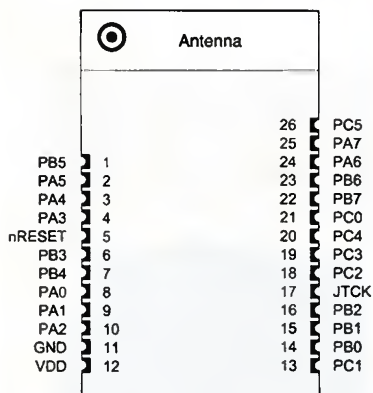 Antenna
26 PC5
25 PA7
PB5 1 24 PA6
PA5 2 23 PB6
PA4 3 22 PB7
PA3 4 21 PC0
nRESET 5 20 PC4
PB3 6 19 PC3
PB4 7 18 PC2
PA0 8 17 JTCK
PA1 9 16 PB2
PA2 10 15 PB1
GND 11 14 PB0
VDD 12 13 PC1